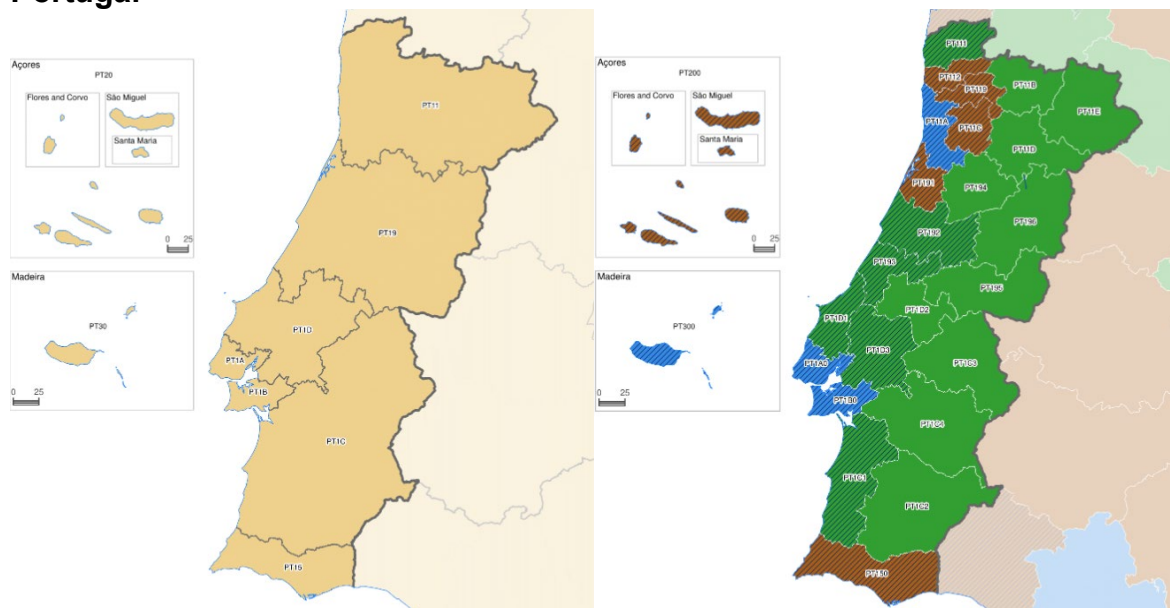 Portugal
Açores
PT20
Flores and Corvo
São Miguel
Santa Maria
0 25
Madeira
PT30
0 25
PT11
PT19
PT1D
PT1A
PT1B
PT1C
PT15
Açores
PT200
Flores and Corvo
São Miguel
Santa Maria
0 25
Madeira
PT300
0 25
PT111
PT112
PT119
PT11B
PT11E
PT11A
PT11C
PT11D
PT191
PT194
PT192
PT196
PT193
PT195
PT1D1
PT1D2
PT1D3
PT1A0
PT1B0
PT1C3
PT1C4
PT1C1
PT1C2
PT150